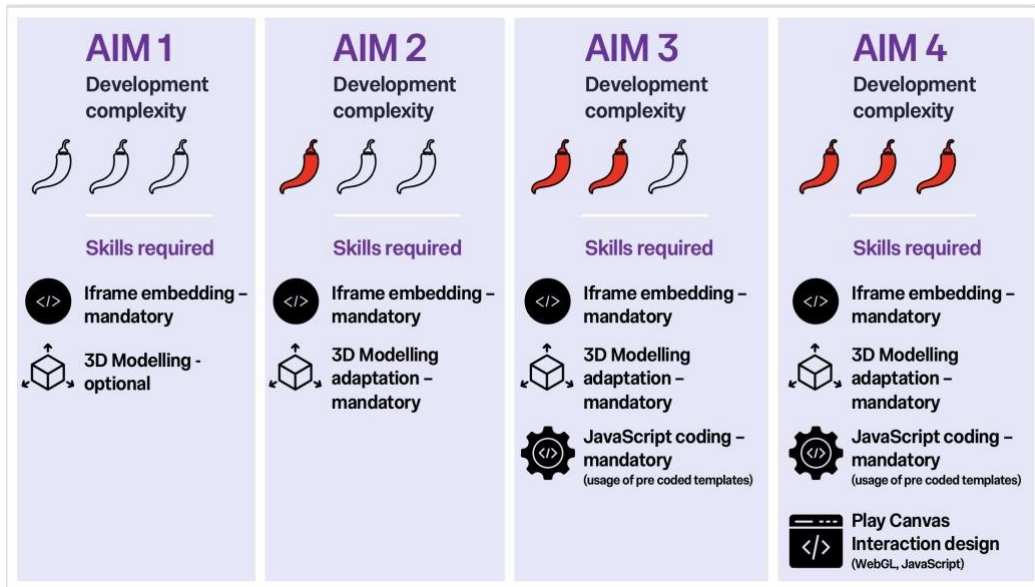 AIM 1
Development
complexity
Skills required
</>
Iframe embedding –
mandatory
3D Modelling -
optional
AIM 2
Development
complexity
Skills required
</>
Iframe embedding –
mandatory
3D Modelling
adaptation –
mandatory
AIM 3
Development
complexity
Skills required
</>
Iframe embedding –
mandatory
3D Modelling
adaptation –
mandatory
</>
JavaScript coding –
mandatory
(usage of pre coded templates)
AIM 4
Development
complexity
Skills required
</>
Iframe embedding –
mandatory
3D Modelling
adaptation –
mandatory
</>
JavaScript coding –
mandatory
(usage of pre coded templates)
</>
Play Canvas
Interaction design
(WebGL, JavaScript)